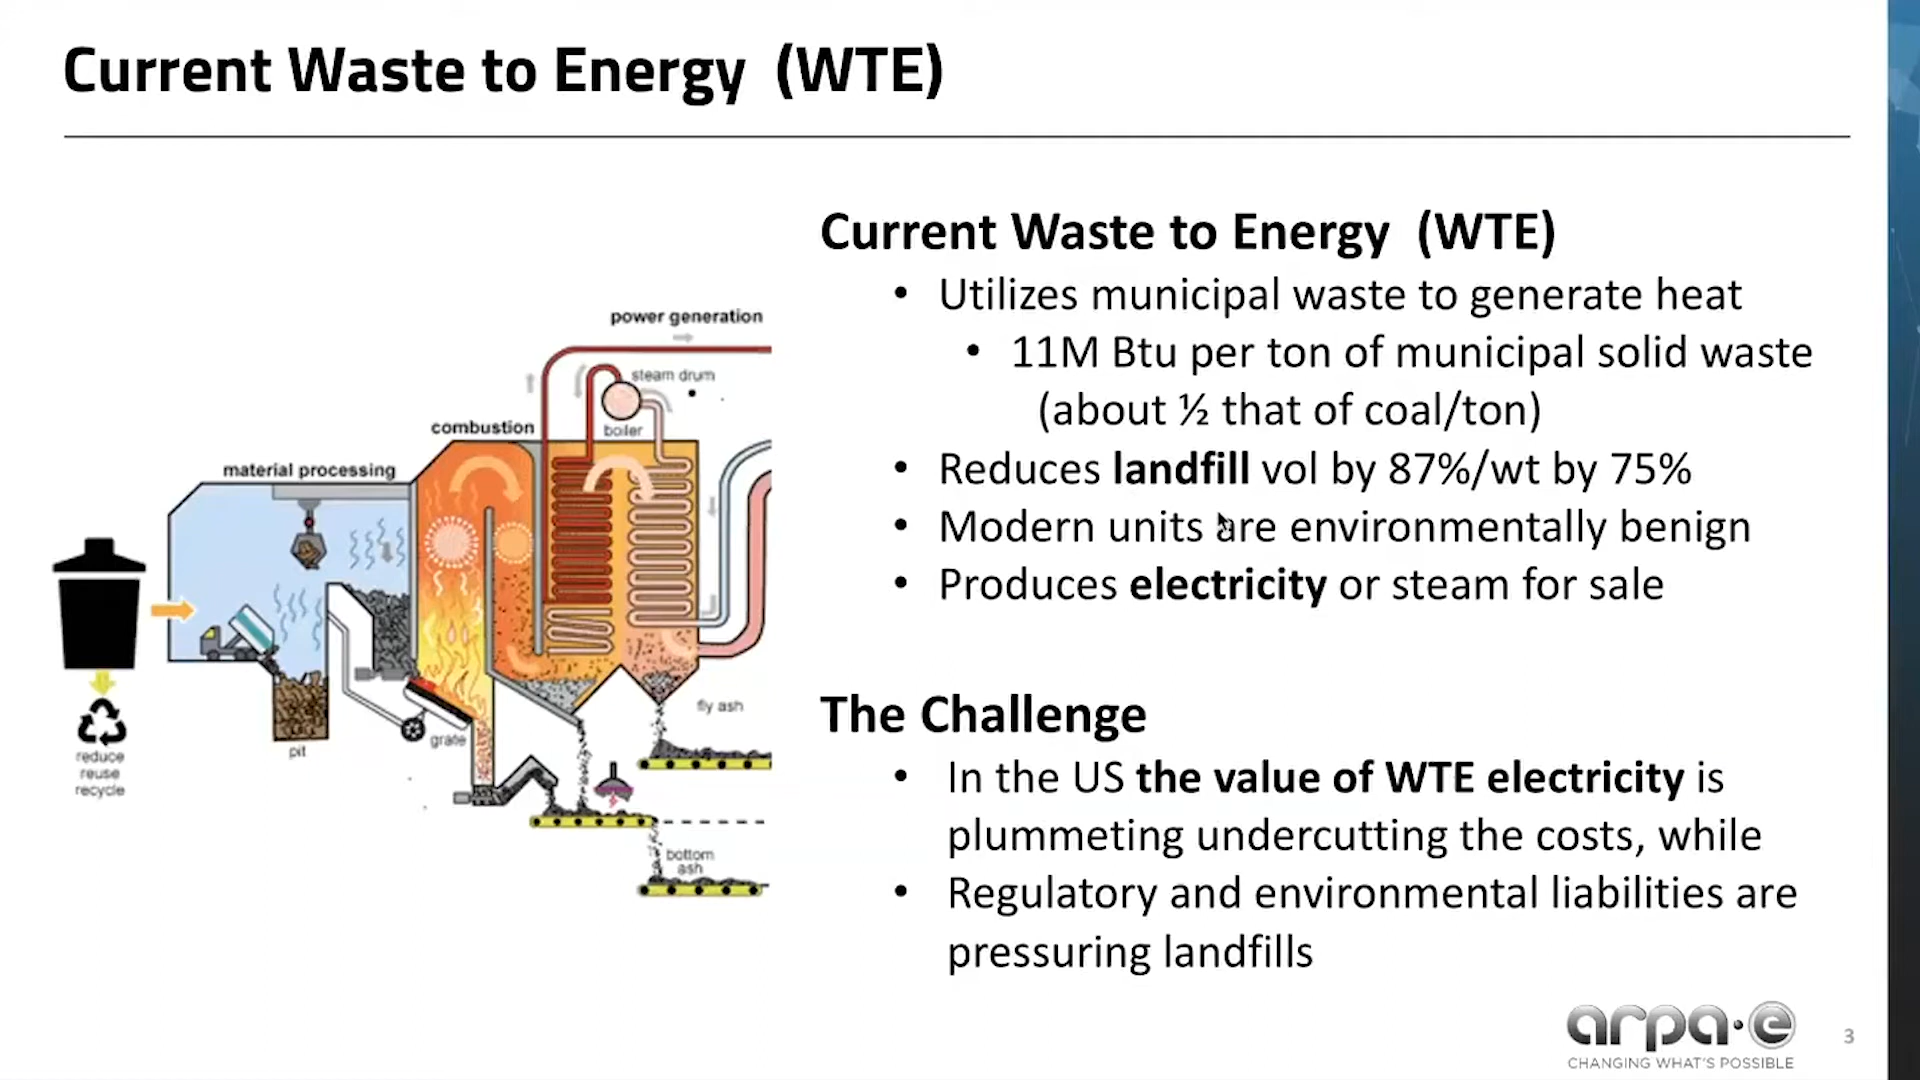 Current Waste to Energy (WTE)
power generation
steam drum
boiler
combustion
material processing
fly ash
grate
pit
reduce
reuse
recycle
bottom
ash
Current Waste to Energy (WTE)
• Utilizes municipal waste to generate heat
• 11M Btu per ton of municipal solid waste
(about ½ that of coal/ton)
• Reduces landfill vol by 87%/wt by 75%
• Modern units are environmentally benign
• Produces electricity or steam for sale
The Challenge
• In the US the value of WTE electricity is
plummeting undercutting the costs, while
• Regulatory and environmental liabilities are
pressuring landfills
arpa·e
CHANGING WHAT'S POSSIBLE
3